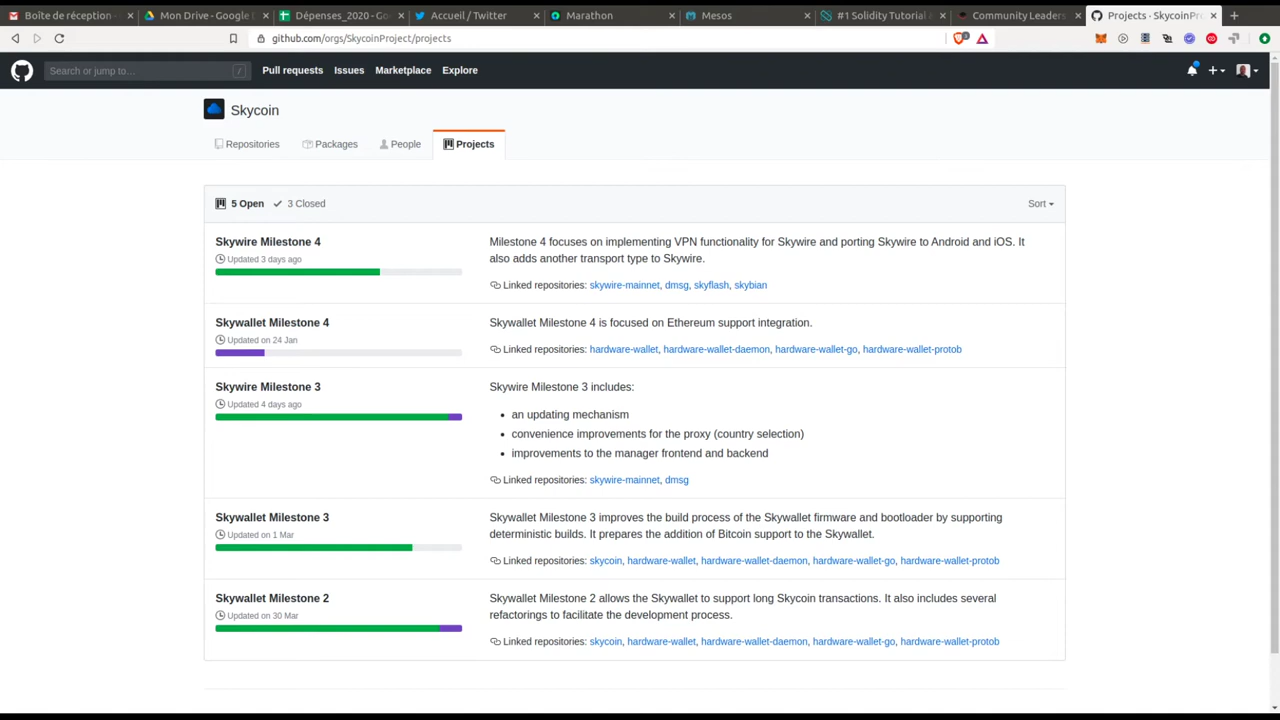 Boîte de réception
Mon Drive - Google
Dépenses_2020 - Go
Accueil / Twitter
Marathon
Mesos
#1 Solidity Tutorial
Community Leaders
Projects · SkycoinPro
github.com/orgs/SkycoinProject/projects
Search or jump to…
/
Pull requests
Issues
Marketplace
Explore
Skycoin
Repositories
Packages
People
Projects
5 Open
3 Closed
Sort
Skywire Milestone 4
Updated 3 days ago
Milestone 4 focuses on implementing VPN functionality for Skywire and porting Skywire to Android and iOS. It
also adds another transport type to Skywire.
Linked repositories: skywire-mainnet, dmsg, skyflash, skybian
Skywallet Milestone 4
Updated on 24 Jan
Skywallet Milestone 4 is focused on Ethereum support integration.
Linked repositories: hardware-wallet, hardware-wallet-daemon, hardware-wallet-go, hardware-wallet-protob
Skywire Milestone 3
Updated 4 days ago
Skywire Milestone 3 includes:
• an updating mechanism
• convenience improvements for the proxy (country selection)
• improvements to the manager frontend and backend
Linked repositories: skywire-mainnet, dmsg
Skywallet Milestone 3
Updated on 1 Mar
Skywallet Milestone 3 improves the build process of the Skywallet firmware and bootloader by supporting
deterministic builds. It prepares the addition of Bitcoin support to the Skywallet.
Linked repositories: skycoin, hardware-wallet, hardware-wallet-daemon, hardware-wallet-go, hardware-wallet-protob
Skywallet Milestone 2
Updated on 30 Mar
Skywallet Milestone 2 allows the Skywallet to support long Skycoin transactions. It also includes several
refactorings to facilitate the development process.
Linked repositories: skycoin, hardware-wallet, hardware-wallet-daemon, hardware-wallet-go, hardware-wallet-protob